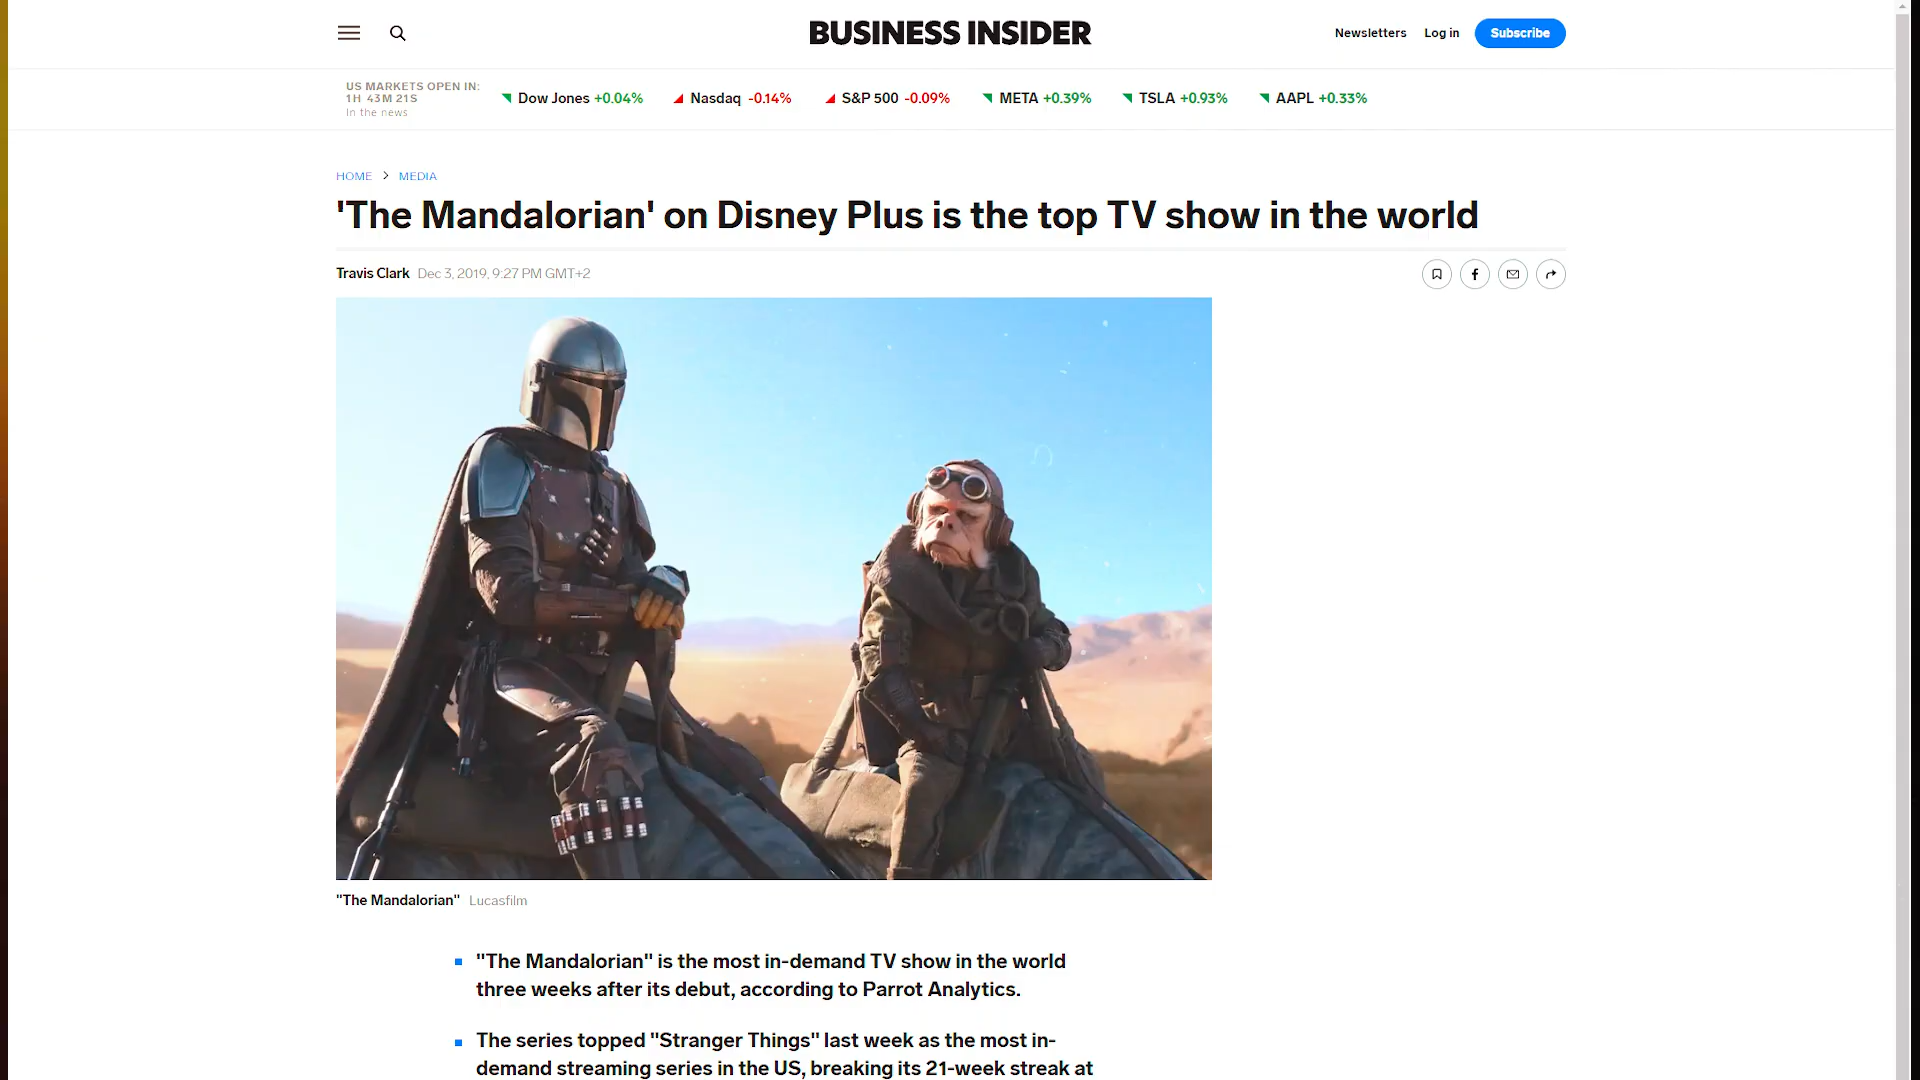 BUSINESS INSIDER
Newsletters
Log in
Subscribe
US MARKETS OPEN IN:
1H 43M 21S
In the news
Dow Jones +0.04%
Nasdaq -0.14%
S&P 500 -0.09%
META +0.39%
TSLA +0.93%
AAPL +0.33%
HOME > MEDIA
'The Mandalorian' on Disney Plus is the top TV show in the world
Travis Clark Dec 3, 2019, 9:27 PM GMT+2
"The Mandalorian" Lucasfilm
"The Mandalorian" is the most in-demand TV show in the world
three weeks after its debut, according to Parrot Analytics.
The series topped "Stranger Things" last week as the most in-
demand streaming series in the US, breaking its 21-week streak at